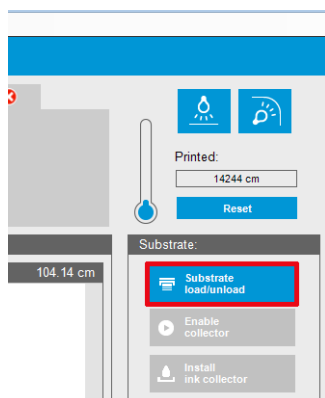 Printed:
14244 cm
Reset
Substrate:
104.14 cm
Substrate
load/unload
Enable
collector
Install
ink collector